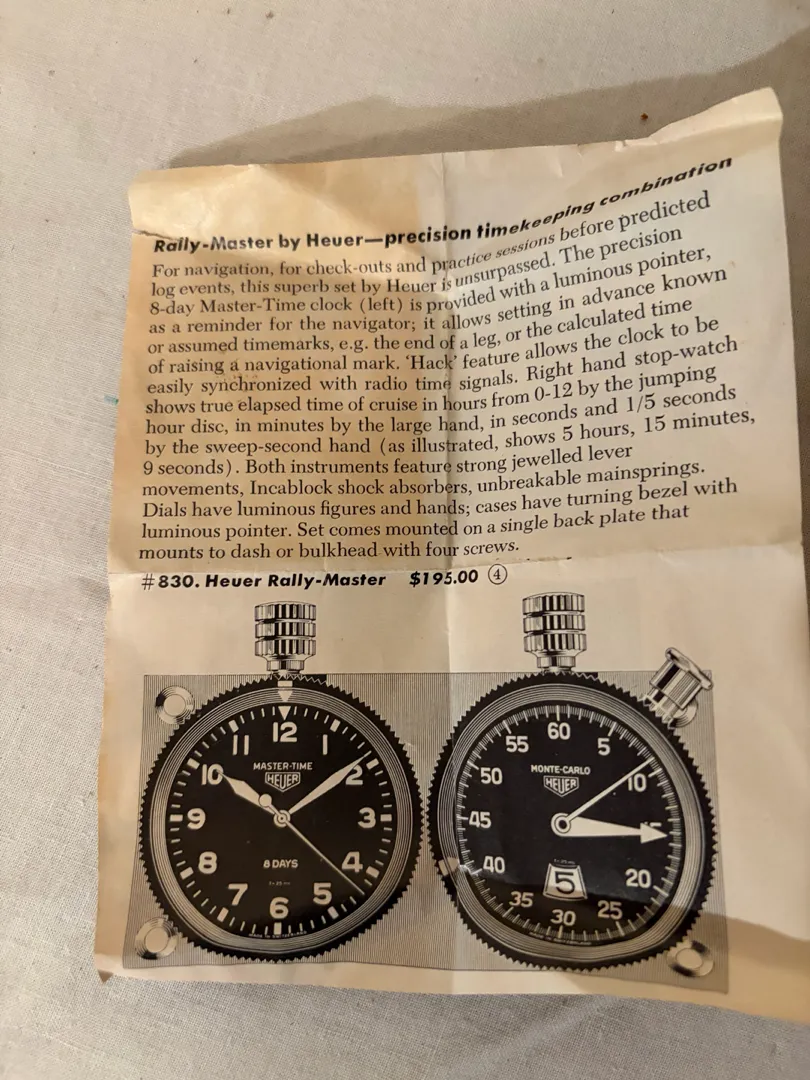 Rally-Master by Heuer—precision timekeeping combination
For navigation, for check-outs and practice sessions before predicted
log events, this superb set by Heuer is unsurpassed. The precision
8-day Master-Time clock (left) is provided with a luminous pointer,
as a reminder for the navigator; it allows setting in advance known
or assumed timemarks, e.g. the end of a leg, or the calculated time
of raising a navigational mark. ‘Hack’ feature allows the clock to be
easily synchronized with radio time signals. Right hand stop-watch
shows true elapsed time of cruise in hours from 0-12 by the jumping
hour disc, in minutes by the large hand, in seconds and 1/5 seconds
by the sweep-second hand (as illustrated, shows 5 hours, 15 minutes,
9 seconds). Both instruments feature strong jewelled lever
movements, Incablock shock absorbers, unbreakable mainsprings.
Dials have luminous figures and hands; cases have turning bezel with
luminous pointer. Set comes mounted on a single back plate that
mounts to dash or bulkhead with four screws.
#830. Heuer Rally-Master $195.00 ④
12
1
2
3
4
5
6
7
8
9
10
11
MASTER-TIME
HEUER
8 DAYS
60
5
10
20
25
30
35
40
45
50
55
MONTE-CARLO
HEUER
5